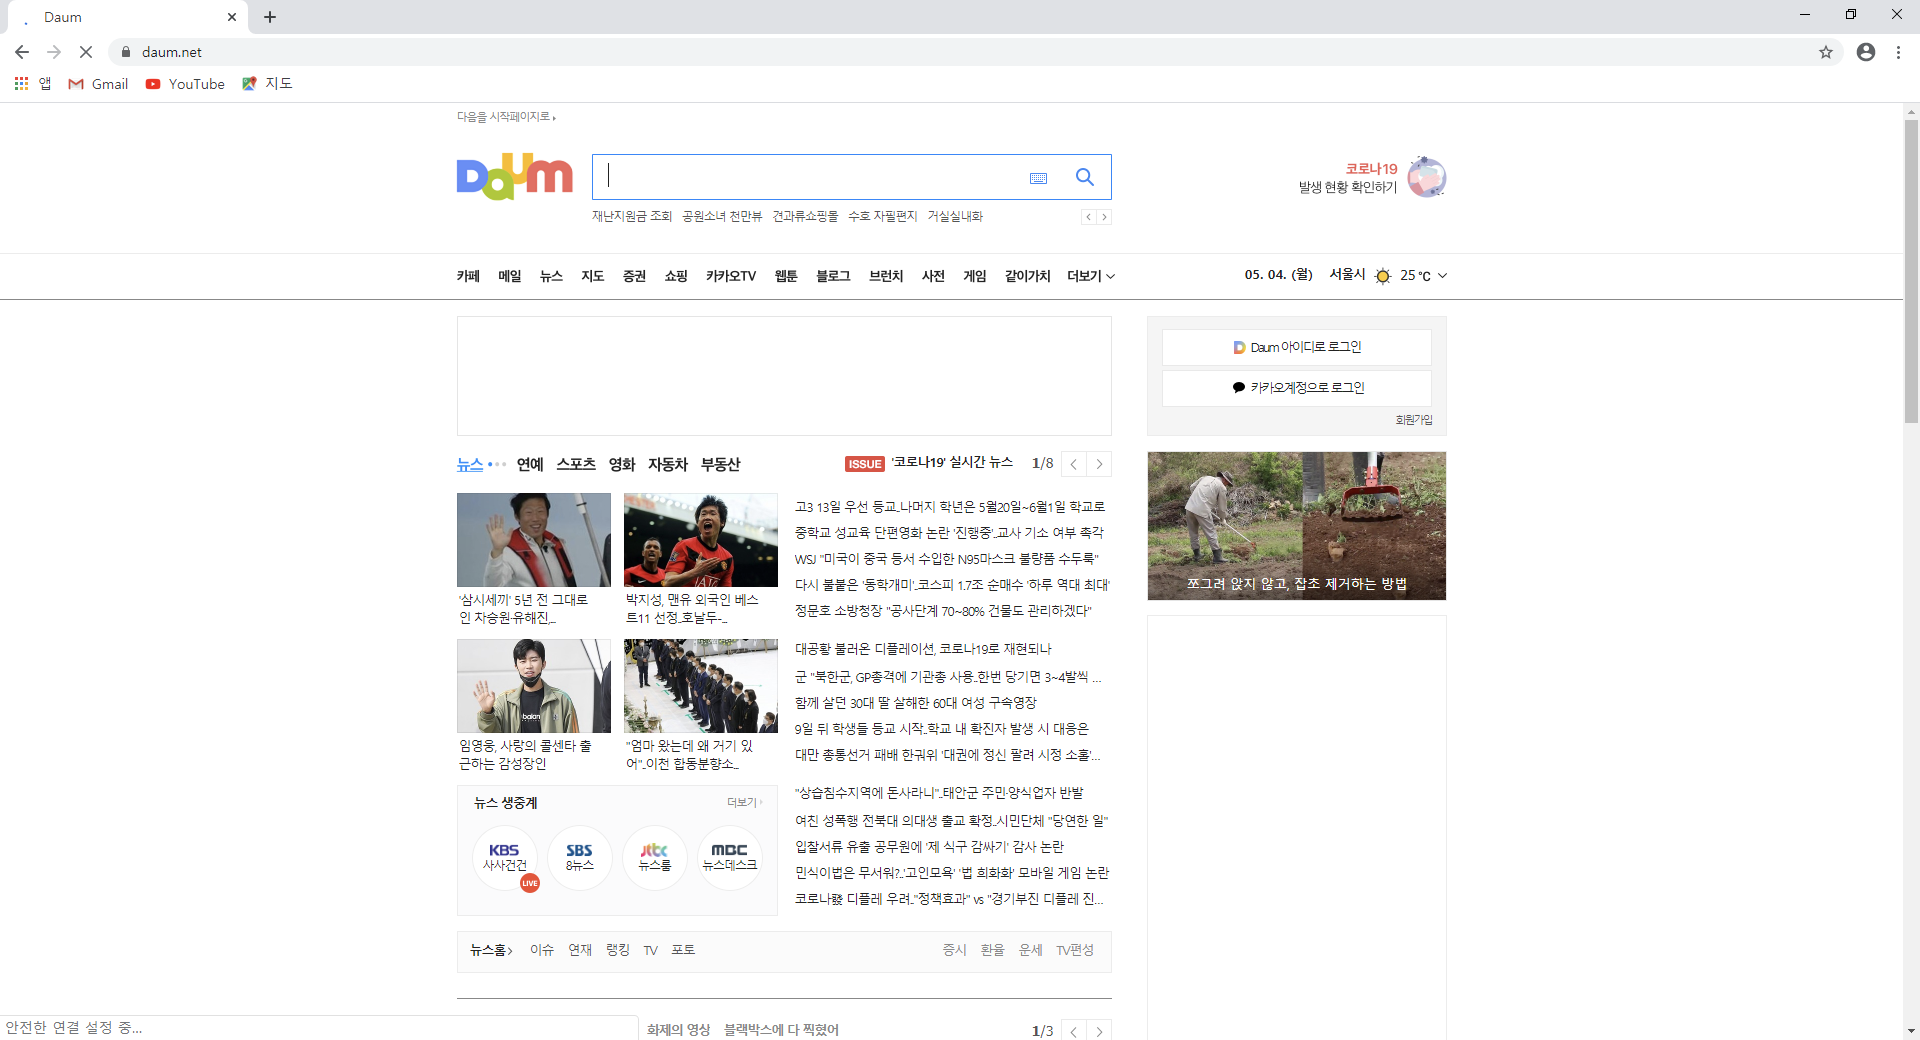 Daum
daum.net
앱
Gmail
YouTube
지도
다음을 시작페이지로
Daum
코로나19
발생 현황 확인하기
재난지원금 조회 공원소녀 천만뷰 견과류쇼핑몰 수호 자필편지 거실실내화
카페 메일 뉴스 지도 증권 쇼핑 카카오TV 웹툰 블로그 브런치 사전 게임 같이가치 더보기
05. 04. (월) 서울시 25 ℃
Daum 아이디로 로그인
카카오계정으로 로그인
회원가입
뉴스 연예 스포츠 영화 자동차 부동산
ISSUE '코로나19' 실시간 뉴스 1/8
'삼시세끼' 5년 전 그대로
인 차승원·유해진,...
박지성, 맨유 외국인 베스
트11 선정..호날두-...
고3 13일 우선 등교..나머지 학년은 5월20일~6월1일 학교로
중학교 성교육 단편영화 논란 '진행중'..교사 기소 여부 촉각
WSJ "미국이 중국 등서 수입한 N95마스크 불량품 수두룩"
다시 불붙은 '동학개미'..코스피 1.7조 순매수 '하루 역대 최대'
정문호 소방청장 "공사단계 70~80% 건물도 관리하겠다"
쪼그려 앉지 않고, 잡초 제거하는 방법
임영웅, 사랑의 콜센타 출
근하는 감성장인
"엄마 왔는데 왜 거기 있
어"..이천 합동분향소...
대공황 불러온 디플레이션, 코로나19로 재현되나
군 "북한군, GP총격에 기관총 사용..한번 당기면 3~4발씩 ...
함께 살던 30대 딸 살해한 60대 여성 구속영장
9일 뒤 학생들 등교 시작..학교 내 확진자 발생 시 대응은
대만 총통선거 패배 한궈위 '대권에 정신 팔려 시정 소홀'...
뉴스 생중계 더보기
KBS
시사건건
LIVE
SBS
8뉴스
jtbc
뉴스룸
MBC
뉴스데스크
"상습침수지역에 돈사라니"..태안군 주민·양식업자 반발
여친 성폭행 전북대 의대생 출교 확정..시민단체 "당연한 일"
입찰서류 유출 공무원에 '제 식구 감싸기' 감사 논란
민식이법은 무서워?..'고인모욕' '법 희화화' 모바일 게임 논란
코로나發 디플레 우려.."정책효과" vs "경기부진 디플레 진...
뉴스홈 이슈 연재 랭킹 TV 포토 증시 환율 운세 TV편성
안전한 연결 설정 중...
화제의 영상 블랙박스에 다 찍혔어 1/3